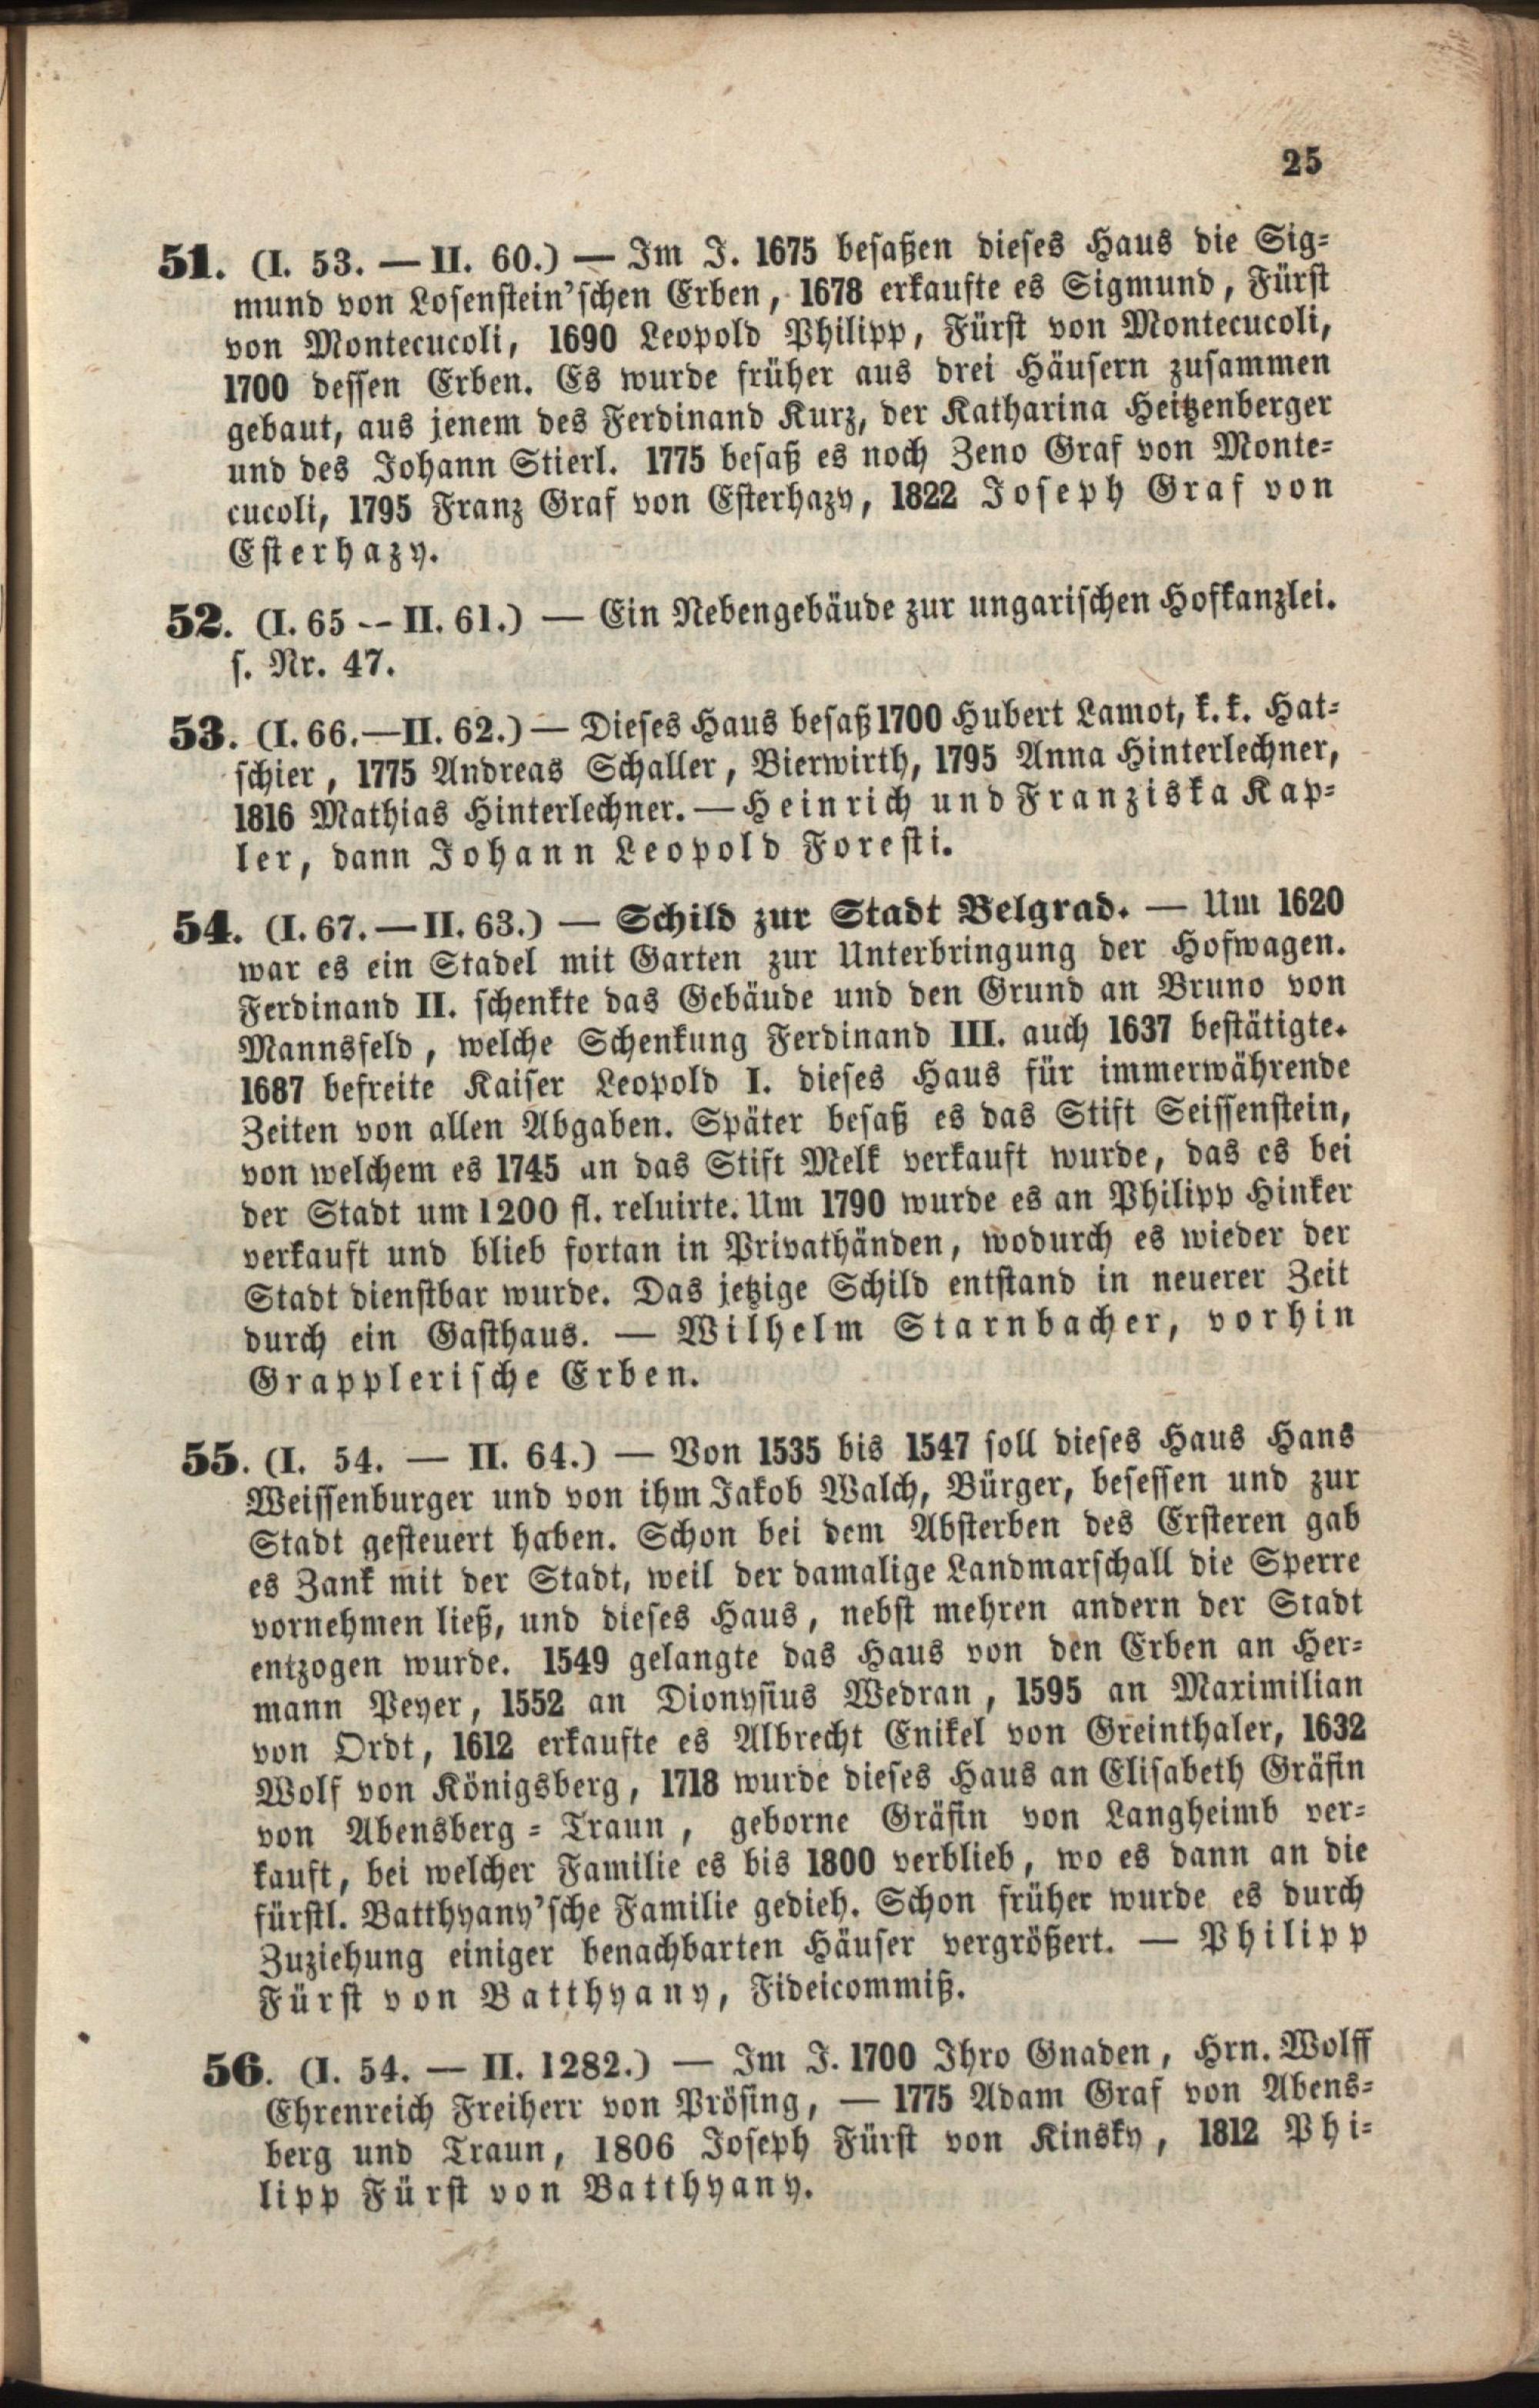 25
51. (I. 53. — II. 60.) — Im J. 1675 besaßen dieses Haus die Sig-
mund von Losenstein'schen Erben, 1678 erkaufte es Sigmund, Fürst
von Montecucoli, 1690 Leopold Philipp, Fürst von Montecucoli,
1700 dessen Erben. Es wurde früher aus drei Häusern zusammen
gebaut, aus jenem des Ferdinand Kurz, der Katharina Heitzenberger
und des Johann Stierl. 1775 besaß es noch Zeno Graf von Monte-
cucoli, 1795 Franz Graf von Esterhazy, 1822 Joseph Graf von
Esterhazy.
52. (I. 65 -- II. 61.) — Ein Nebengebäude zur ungarischen Hofkanzlei.
s. Nr. 47.
53. (I. 66.—II. 62.) — Dieses Haus besaß 1700 Hubert Lamot, k. k. Hat-
schier, 1775 Andreas Schaller, Bierwirth, 1795 Anna Hinterlechner,
1816 Mathias Hinterlechner. — Heinrich und Franziska Kap-
ler, dann Johann Leopold Foresti.
54. (I. 67. — II. 63.) — Schild zur Stadt Belgrad. — Um 1620
war es ein Stadel mit Garten zur Unterbringung der Hofwagen.
Ferdinand II. schenkte das Gebäude und den Grund an Bruno von
Mannsfeld, welche Schenkung Ferdinand III. auch 1637 bestätigte.
1687 befreite Kaiser Leopold I. dieses Haus für immerwährende
Zeiten von allen Abgaben. Später besaß es das Stift Seissenstein,
von welchem es 1745 an das Stift Melk verkauft wurde, das es bei
der Stadt um 1200 fl. reluirte. Um 1790 wurde es an Philipp Hinker
verkauft und blieb fortan in Privathänden, wodurch es wieder der
Stadt dienstbar wurde. Das jetzige Schild entstand in neuerer Zeit
durch ein Gasthaus. — Wilhelm Starnbacher, vorhin
Grapplerische Erben.
55. (I. 54. — II. 64.) — Von 1535 bis 1547 soll dieses Haus Hans
Weissenburger und von ihm Jakob Walch, Bürger, besessen und zur
Stadt gesteuert haben. Schon bei dem Absterben des Ersteren gab
es Zank mit der Stadt, weil der damalige Landmarschall die Sperre
vornehmen ließ, und dieses Haus, nebst mehren andern der Stadt
entzogen wurde. 1549 gelangte das Haus von den Erben an Her-
mann Peyer, 1552 an Dionysius Wedran, 1595 an Maximilian
von Ordt, 1612 erkaufte es Albrecht Enikel von Greinthaler, 1632
Wolf von Königsberg, 1718 wurde dieses Haus an Elisabeth Gräfin
von Abensberg-Traun, geborne Gräfin von Langheimb ver-
kauft, bei welcher Familie es bis 1800 verblieb, wo es dann an die
fürstl. Batthyany'sche Familie gedieh. Schon früher wurde es durch
Zuziehung einiger benachbarten Häuser vergrößert. — Philipp
Fürst von Batthyany, Fideicommiß.
56. (I. 54. — II. 1282.) — Im J. 1700 Ihro Gnaden, Hrn. Wolff
Ehrenreich Freiherr von Prösing, — 1775 Adam Graf von Abens-
berg und Traun, 1806 Joseph Fürst von Kinsky, 1812 Phi-
lipp Fürst von Batthyany.